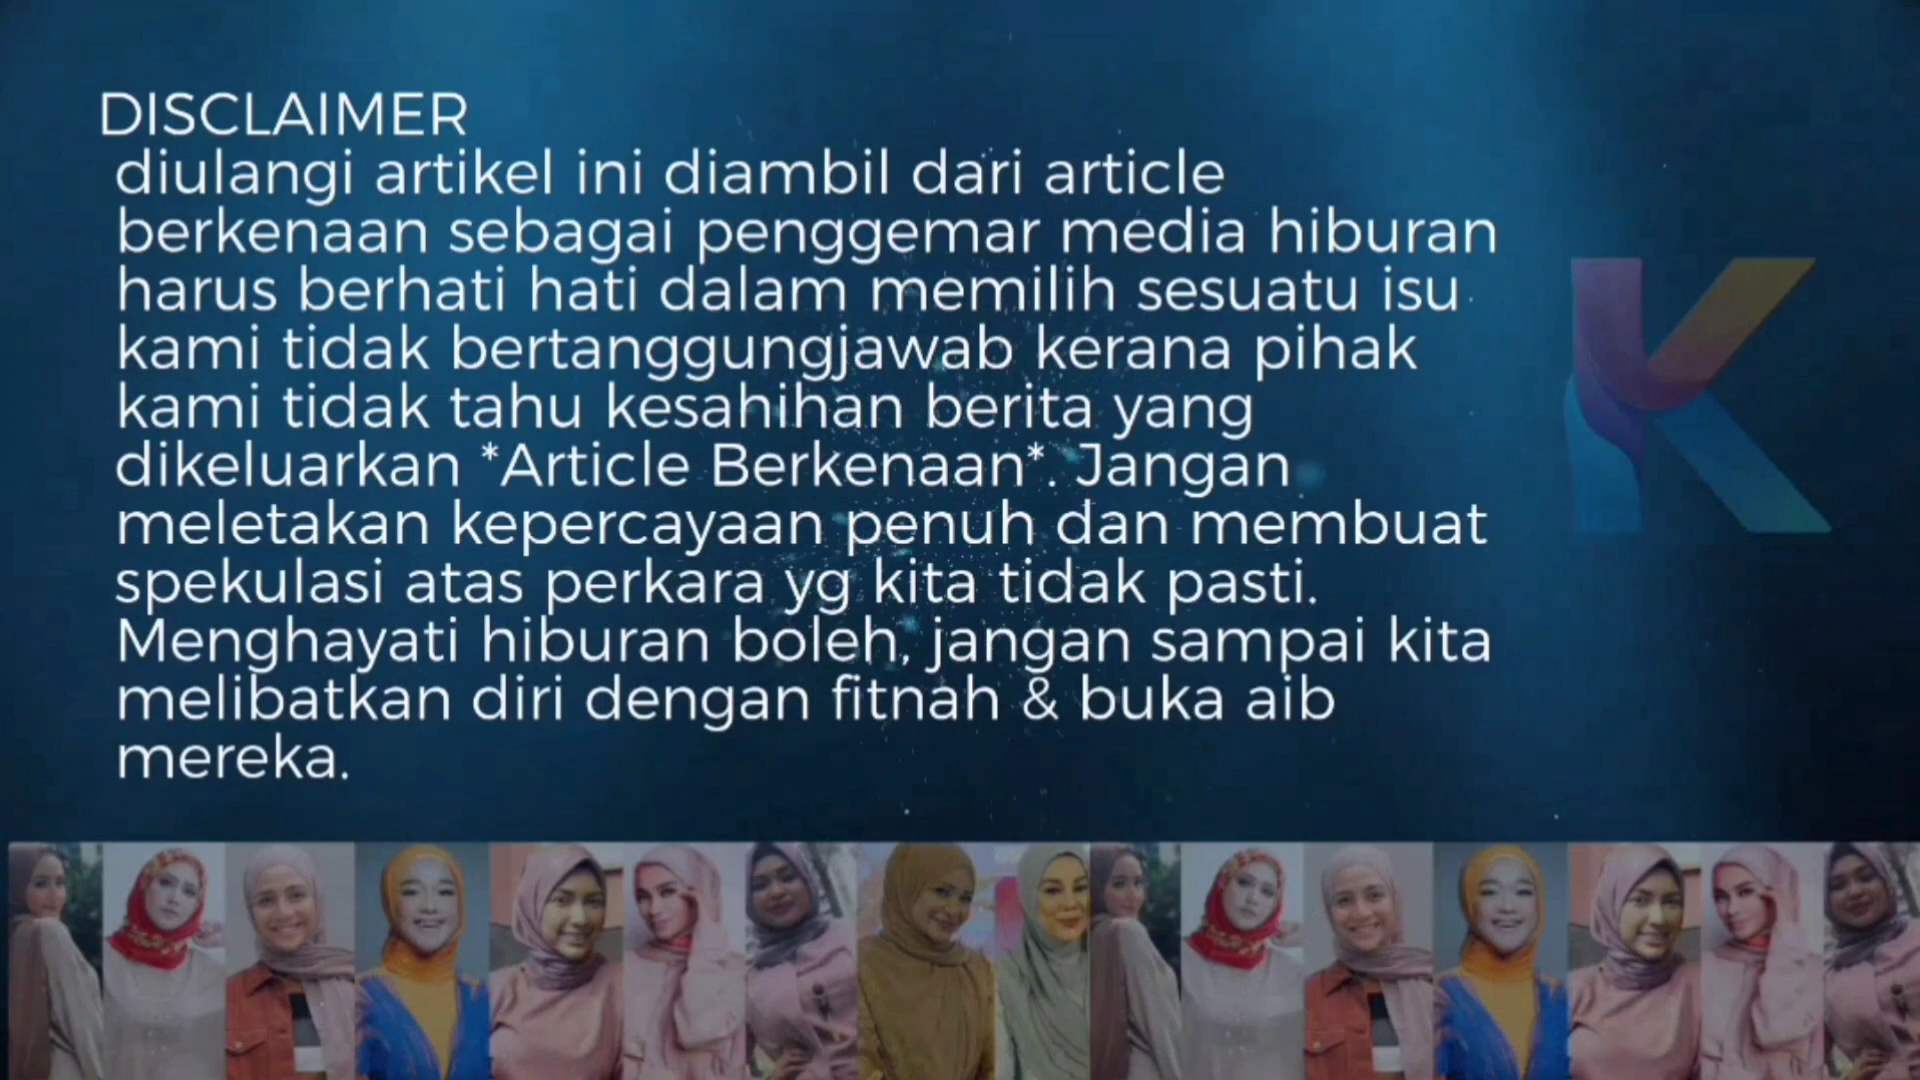 DISCLAIMER
diulangi artikel ini diambil dari article
berkenaan sebagai penggemar media hiburan
harus berhati hati dalam memilih sesuatu isu
kami tidak bertanggungjawab kerana pihak
kami tidak tahu kesahihan berita yang
dikeluarkan *Article Berkenaan*. Jangan
meletakan kepercayaan penuh dan membuat
spekulasi atas perkara yg kita tidak pasti.
Menghayati hiburan boleh, jangan sampai kita
melibatkan diri dengan fitnah & buka aib
mereka.
K